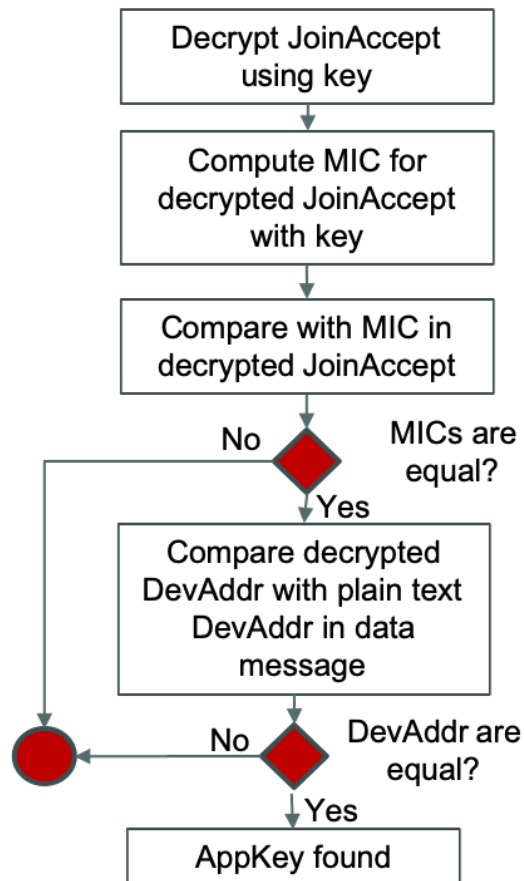 Decrypt JoinAccept
using key
Compute MIC for
decrypted JoinAccept
with key
Compare with MIC in
decrypted JoinAccept
No
MICs are
equal?
Yes
Compare decrypted
DevAddr with plain text
DevAddr in data
message
No
DevAddr are
equal?
Yes
AppKey found